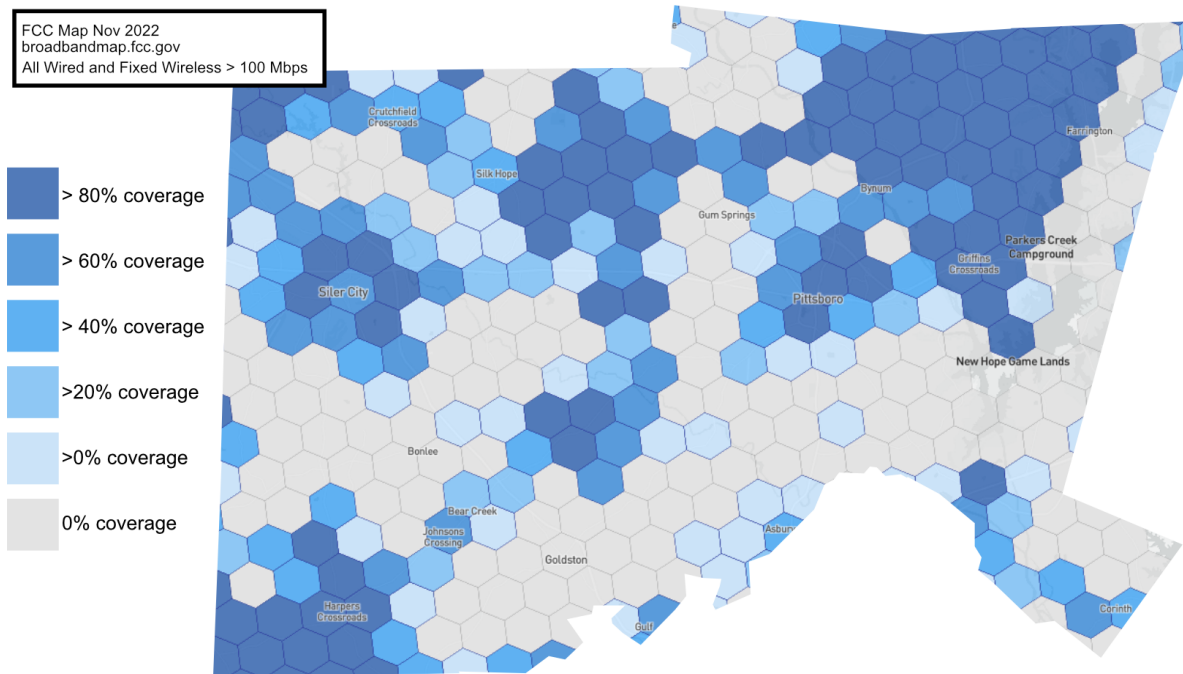 FCC Map Nov 2022
broadbandmap.fcc.gov
All Wired and Fixed Wireless > 100 Mbps
> 80% coverage
> 60% coverage
> 40% coverage
>20% coverage
>0% coverage
0% coverage
Crutchfield
Crossroads
Farrington
Silk Hope
Bynum
Gum Springs
Parkers Creek
Campground
Griffins
Crossroads
Siler City
Pittsboro
New Hope Game Lands
Bonlee
Bear Creek
Johnsons
Crossing
Asbury
Goldston
Harpers
Crossroads
Corinth
Gulf